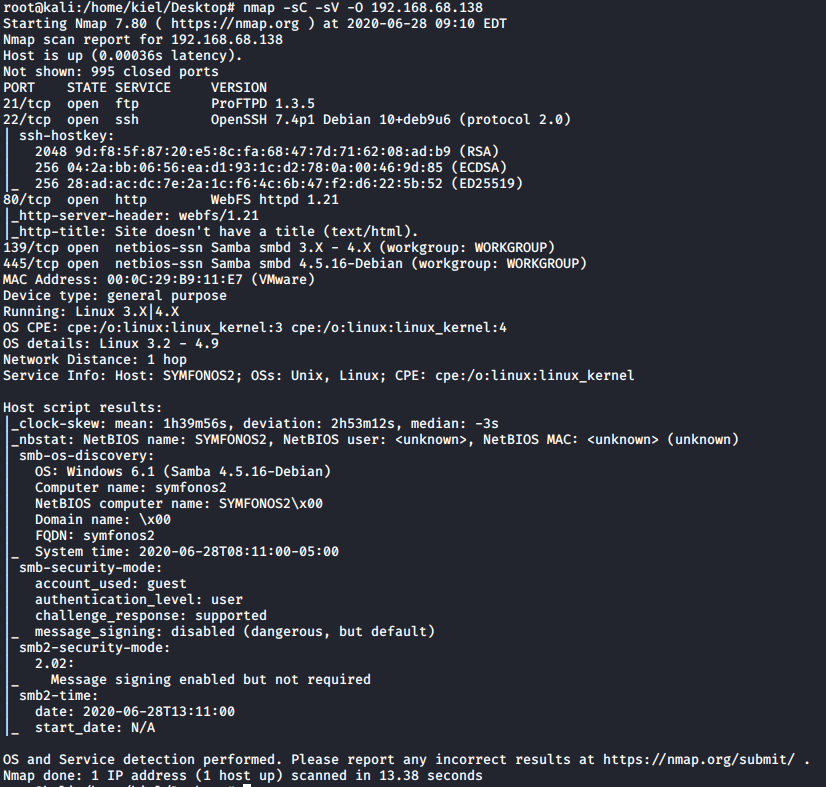 root@kali:/home/kiel/Desktop# nmap -sC -sV -O 192.168.68.138
Starting Nmap 7.80 ( https://nmap.org ) at 2020-06-28 09:10 EDT
Nmap scan report for 192.168.68.138
Host is up (0.00036s latency).
Not shown: 995 closed ports
PORT    STATE SERVICE     VERSION
21/tcp  open  ftp         ProFTPD 1.3.5
22/tcp  open  ssh         OpenSSH 7.4p1 Debian 10+deb9u6 (protocol 2.0)
| ssh-hostkey:
|   2048 9d:f8:5f:87:20:e5:8c:fa:68:47:7d:71:62:08:ad:b9 (RSA)
|   256 04:2a:bb:06:56:ea:d1:93:1c:d2:78:0a:00:46:9d:85 (ECDSA)
|_  256 28:ad:ac:dc:7e:2a:1c:f6:4c:6b:47:f2:d6:22:5b:52 (ED25519)
80/tcp  open  http        WebFS httpd 1.21
|_http-server-header: webfs/1.21
|_http-title: Site doesn't have a title (text/html).
139/tcp open  netbios-ssn Samba smbd 3.X - 4.X (workgroup: WORKGROUP)
445/tcp open  netbios-ssn Samba smbd 4.5.16-Debian (workgroup: WORKGROUP)
MAC Address: 00:0C:29:B9:11:E7 (VMware)
Device type: general purpose
Running: Linux 3.X|4.X
OS CPE: cpe:/o:linux:linux_kernel:3 cpe:/o:linux:linux_kernel:4
OS details: Linux 3.2 - 4.9
Network Distance: 1 hop
Service Info: Host: SYMFONOS2; OSs: Unix, Linux; CPE: cpe:/o:linux:linux_kernel

Host script results:
|_clock-skew: mean: 1h39m56s, deviation: 2h53m12s, median: -3s
|_nbstat: NetBIOS name: SYMFONOS2, NetBIOS user: <unknown>, NetBIOS MAC: <unknown> (unknown)
| smb-os-discovery:
|   OS: Windows 6.1 (Samba 4.5.16-Debian)
|   Computer name: symfonos2
|   NetBIOS computer name: SYMFONOS2\x00
|   Domain name: \x00
|   FQDN: symfonos2
|_  System time: 2020-06-28T08:11:00-05:00
| smb-security-mode:
|   account_used: guest
|   authentication_level: user
|   challenge_response: supported
|_  message_signing: disabled (dangerous, but default)
| smb2-security-mode:
|   2.02:
|_    Message signing enabled but not required
| smb2-time:
|   date: 2020-06-28T13:11:00
|_  start_date: N/A

OS and Service detection performed. Please report any incorrect results at https://nmap.org/submit/ .
Nmap done: 1 IP address (1 host up) scanned in 13.38 seconds